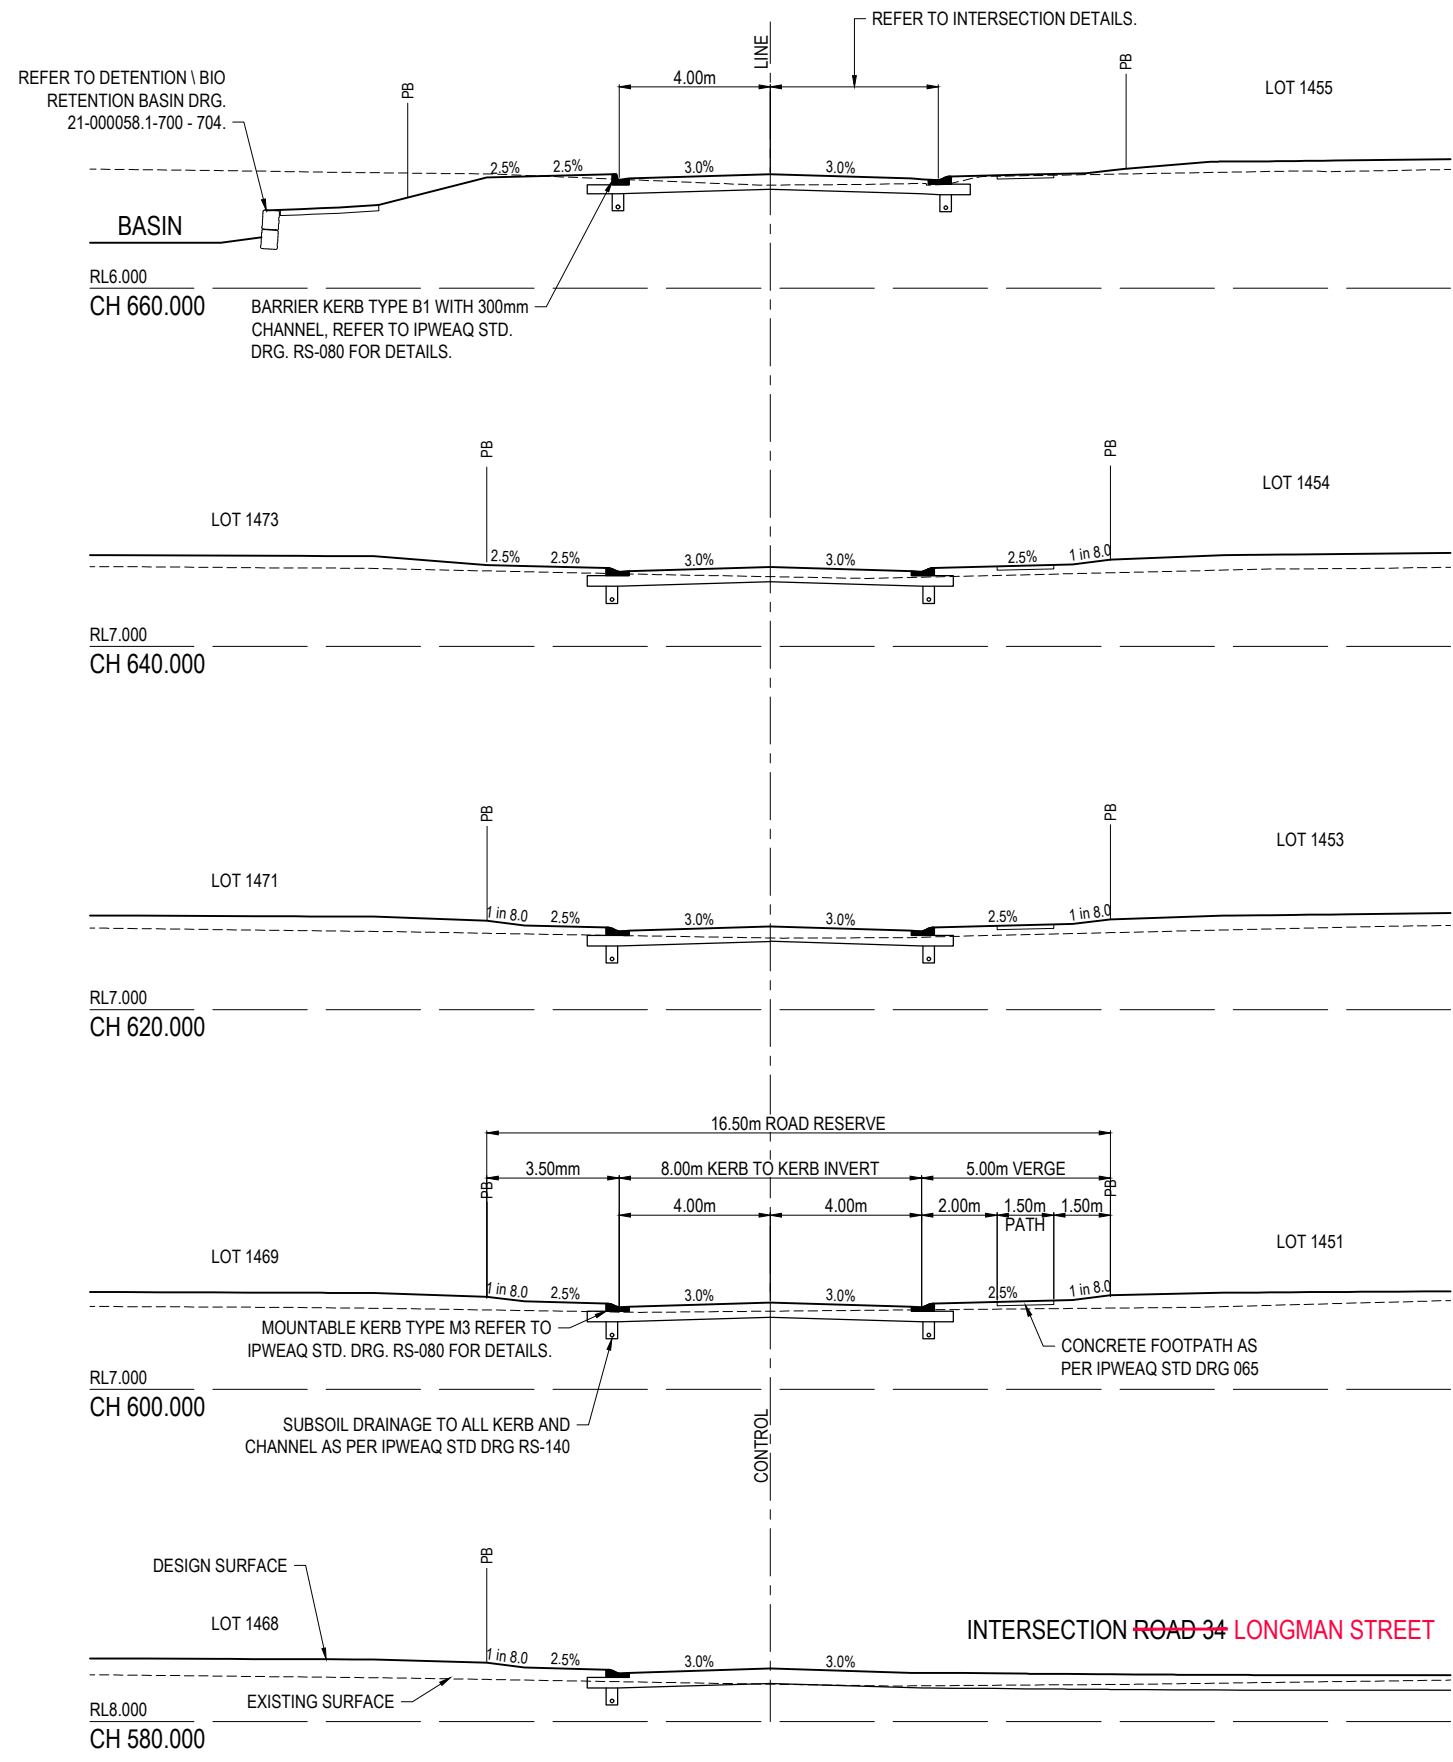 REFER TO INTERSECTION DETAILS.
LINE
REFER TO DETENTION \ BIO
RETENTION BASIN DRG.
21-000058.1-700 - 704.
PB
4.00m
PB
LOT 1455
2.5% 2.5% 3.0% 3.0%
BASIN
RL6.000
CH 660.000
BARRIER KERB TYPE B1 WITH 300mm
CHANNEL, REFER TO IPWEAQ STD.
DRG. RS-080 FOR DETAILS.
PB
PB
LOT 1454
LOT 1473
2.5% 2.5% 3.0% 3.0% 2.5% 1 in 8.0
RL7.000
CH 640.000
PB
PB
LOT 1453
LOT 1471
1 in 8.0 2.5% 3.0% 3.0% 2.5% 1 in 8.0
RL7.000
CH 620.000
16.50m ROAD RESERVE
3.50mm 8.00m KERB TO KERB INVERT 5.00m VERGE
PB
PB
4.00m 4.00m 2.00m 1.50m 1.50m
PATH
LOT 1469
LOT 1451
1 in 8.0 2.5% 3.0% 3.0% 2.5% 1 in 8.0
MOUNTABLE KERB TYPE M3 REFER TO
IPWEAQ STD. DRG. RS-080 FOR DETAILS.
CONCRETE FOOTPATH AS
PER IPWEAQ STD DRG 065
RL7.000
CH 600.000
SUBSOIL DRAINAGE TO ALL KERB AND
CHANNEL AS PER IPWEAQ STD DRG RS-140
CONTROL
PB
DESIGN SURFACE
LOT 1468
INTERSECTION ROAD 34 LONGMAN STREET
1 in 8.0 2.5% 3.0% 3.0%
EXISTING SURFACE
RL8.000
CH 580.000